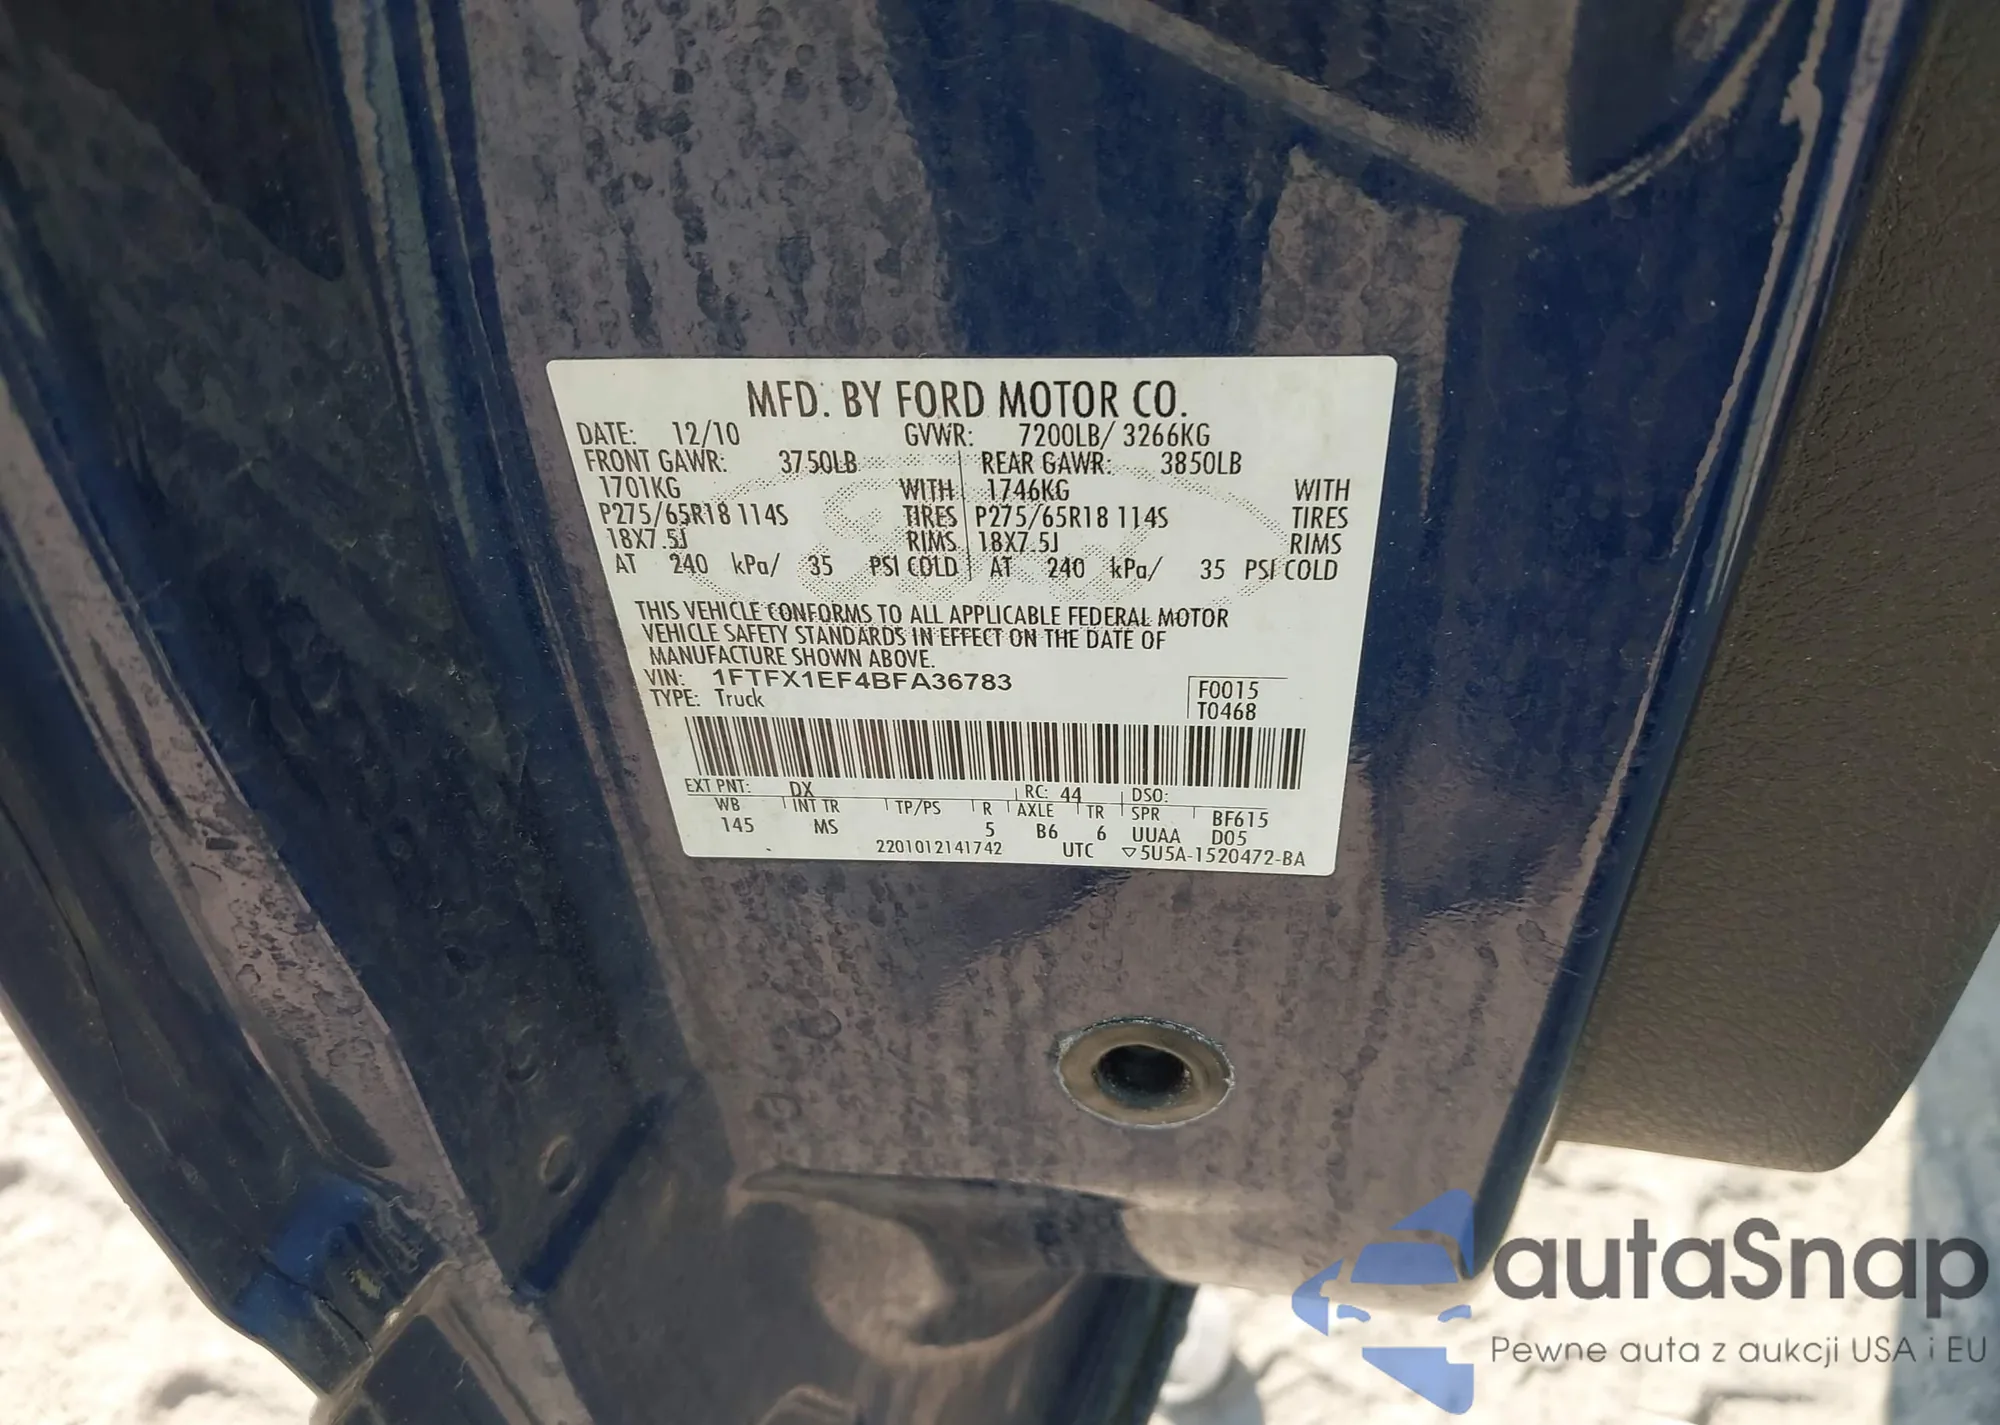 MFD. BY FORD MOTOR CO.
DATE: 12/10 GVWR: 7200LB/ 3266KG
FRONT GAWR: 3750LB REAR GAWR: 3850LB
1701KG WITH 1746KG WITH
P275/65R18 114S TIRES P275/65R18 114S TIRES
18X7.5J RIMS 18X7.5J RIMS
AT 240 kPa/ 35 PSI COLD AT 240 kPa/ 35 PSI COLD
THIS VEHICLE CONFORMS TO ALL APPLICABLE FEDERAL MOTOR
VEHICLE SAFETY STANDARDS IN EFFECT ON THE DATE OF
MANUFACTURE SHOWN ABOVE.
VIN: 1FTFX1EF4BFA36783 F0015
TYPE: Truck T0468
EXT PNT: DX RC: 44 DSO:
WB INT TR TP/PS R AXLE TR SPR BF615
145 MS 5 B6 6 UUAA D05
2201012141742 UTC ▽5U5A-1520472-BA
autaSnap
Pewne auta z aukcji USA i EU